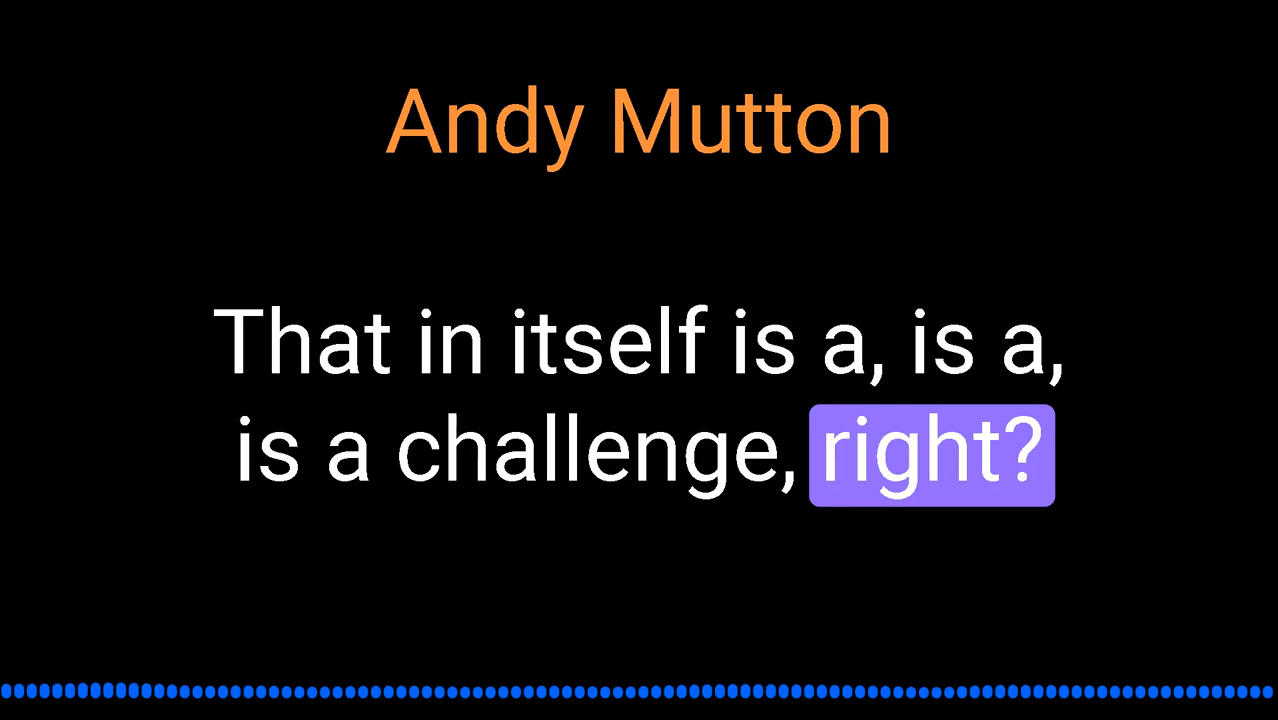 Andy Mutton
That in itself is a, is a,
is a challenge, right?